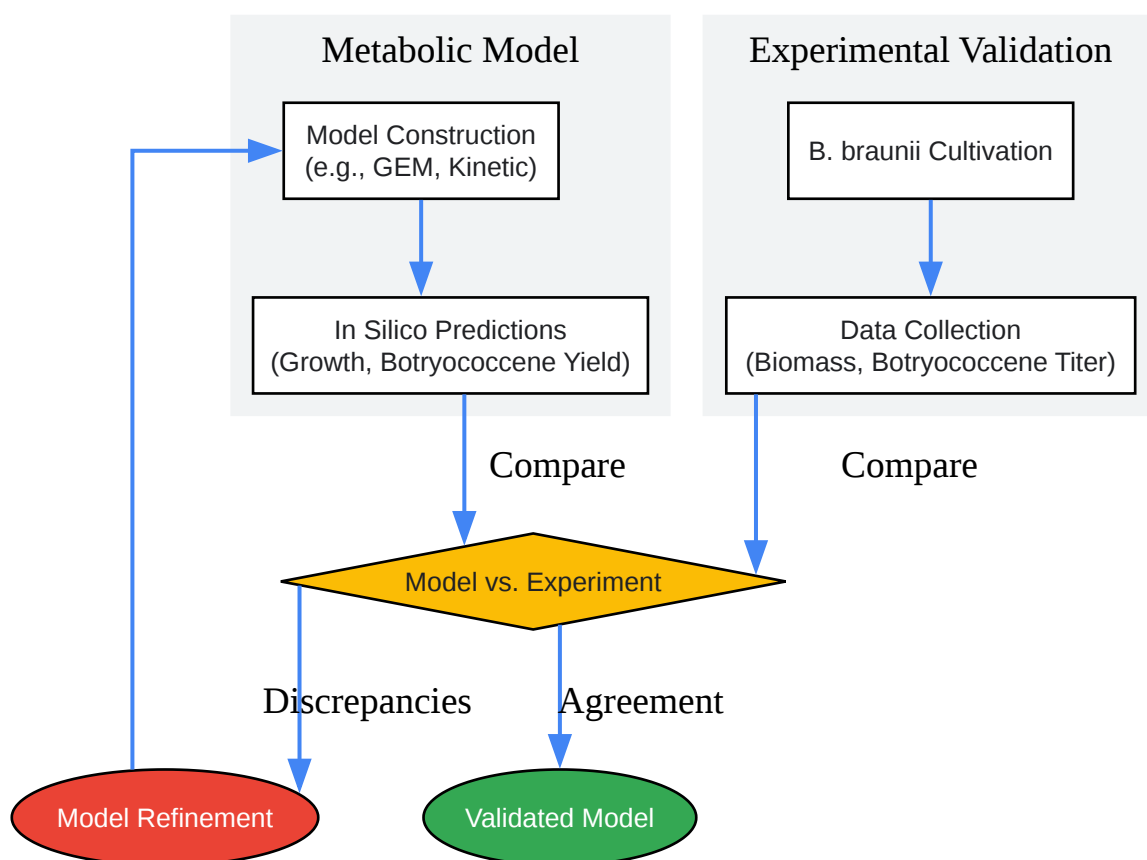 Metabolic Model
Experimental Validation
Model Construction
(e.g., GEM, Kinetic)
B. braunii Cultivation
In Silico Predictions
(Growth, Botryococcene Yield)
Data Collection
(Biomass, Botryococcene Titer)
Compare
Compare
Model vs. Experiment
Discrepancies
Agreement
Model Refinement
Validated Model